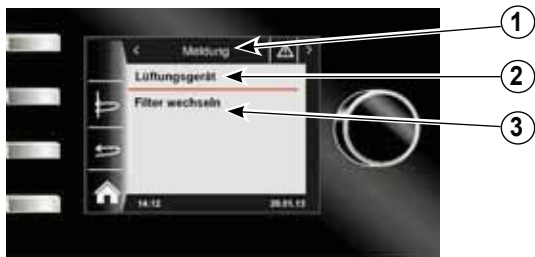 < Meldung >
Lüftungsgerät
Filter wechseln
14:12 20.01.13
1
2
3